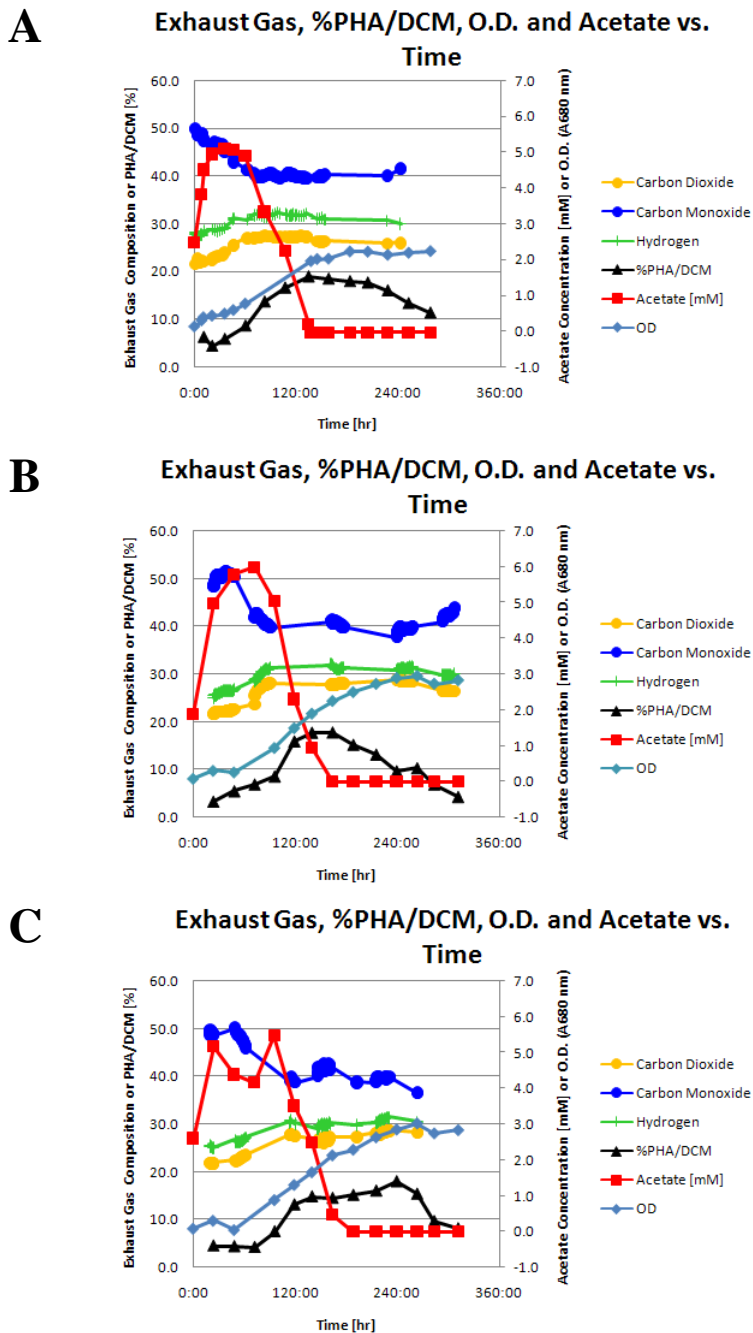 A
Exhaust Gas, %PHA/DCM, O.D. and Acetate vs.
Time
Exhaust Gas Composition or PHA/DCM [%]
60.0
50.0
40.0
30.0
20.0
10.0
0.0
0:00
120:00
240:00
360:00
Time [hr]
7.0
6.0
5.0
4.0
3.0
2.0
1.0
0.0
-1.0
Acetate Concentration [mM] or O.D. (A680 nm)
Carbon Dioxide
Carbon Monoxide
Hydrogen
%PHA/DCM
Acetate [mM]
OD
B
Exhaust Gas, %PHA/DCM, O.D. and Acetate vs.
Time
Exhaust Gas Composition or PHA/DCM [%]
60.0
50.0
40.0
30.0
20.0
10.0
0.0
0:00
120:00
240:00
360:00
Time [hr]
7.0
6.0
5.0
4.0
3.0
2.0
1.0
0.0
-1.0
Acetate Concentration [mM] or O.D. (A680 nm)
Carbon Dioxide
Carbon Monoxide
Hydrogen
%PHA/DCM
Acetate [mM]
OD
C
Exhaust Gas, %PHA/DCM, O.D. and Acetate vs.
Time
Exhaust Gas Composition or PHA/DCM [%]
60.0
50.0
40.0
30.0
20.0
10.0
0.0
0:00
120:00
240:00
360:00
Time [hr]
7.0
6.0
5.0
4.0
3.0
2.0
1.0
0.0
-1.0
Acetate Concentration [mM] or O.D. (A680 nm)
Carbon Dioxide
Carbon Monoxide
Hydrogen
%PHA/DCM
Acetate [mM]
OD